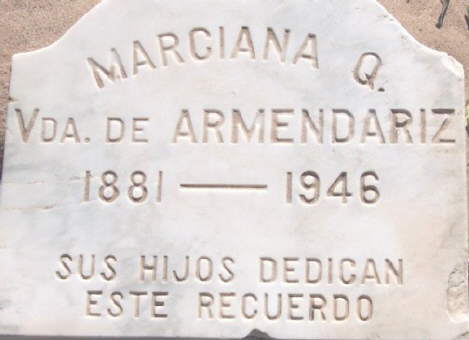 MARCIANA Q.
VDA. DE ARMENDARIZ
1881 — 1946
SUS HIJOS DEDICAN
ESTE RECUERDO